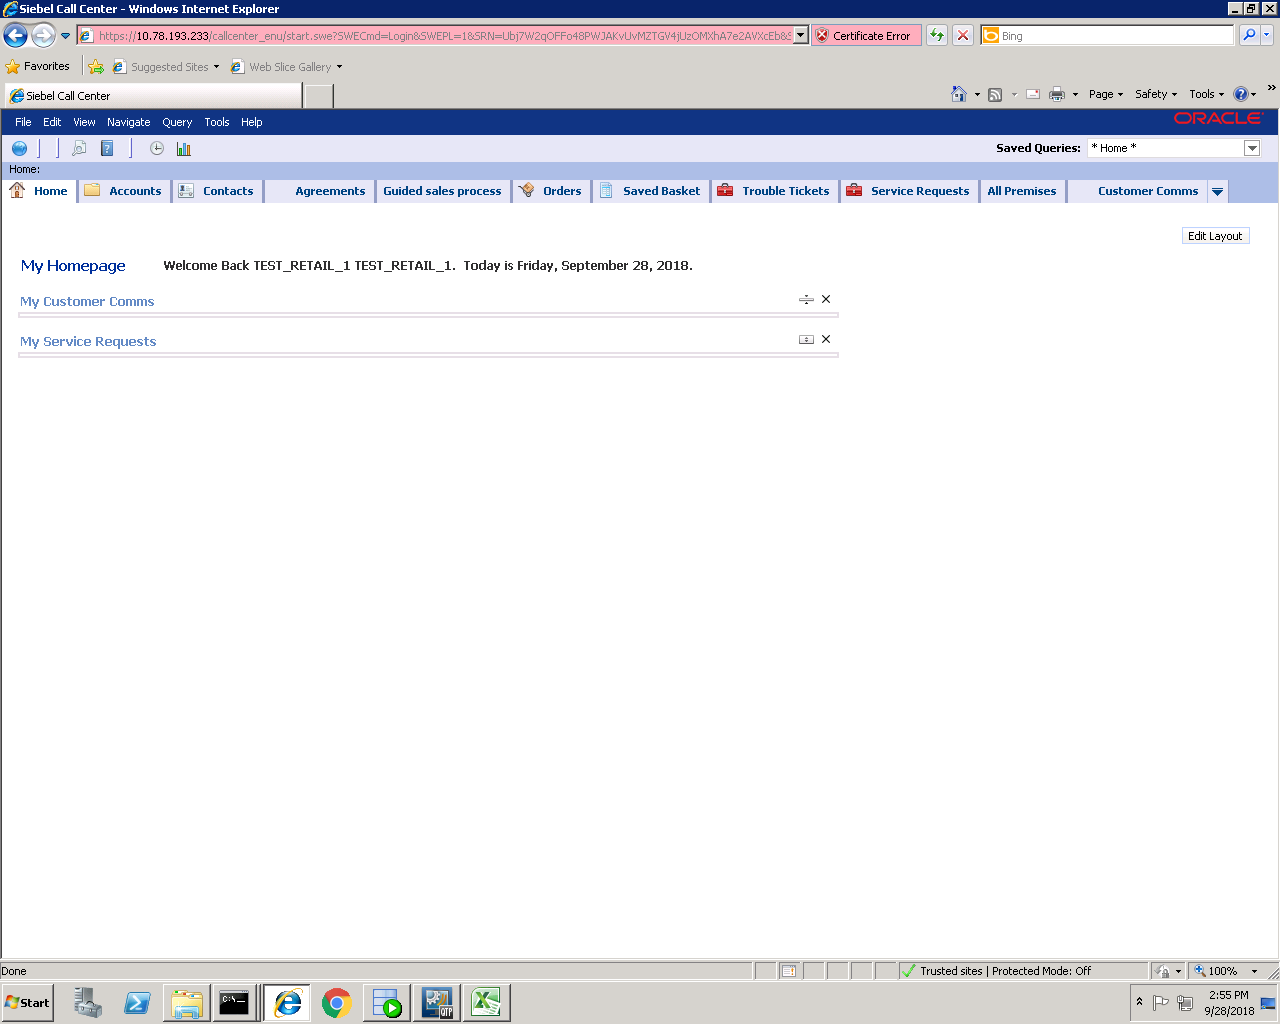 Siebel Call Center - Windows Internet Explorer
https://10.78.193.233/callcenter_enu/start.swe?SWECmd=Login&SWEPL=1&SRN=Ubj7W2qOFFo48PWJAKvUvMZTGV4jUzOMXhA7e2AVXcEb&S Certificate Error Bing
Favorites Suggested Sites Web Slice Gallery
Siebel Call Center Page Safety Tools
File Edit View Navigate Query Tools Help ORACLE
Saved Queries: * Home *
Home:
Home Accounts Contacts Agreements Guided sales process Orders Saved Basket Trouble Tickets Service Requests All Premises Customer Comms
Edit Layout
My Homepage Welcome Back TEST_RETAIL_1 TEST_RETAIL_1. Today is Friday, September 28, 2018.
My Customer Comms
My Service Requests
Done Trusted sites | Protected Mode: Off 100%
Start C:\. QTP 2:55 PM
9/28/2018